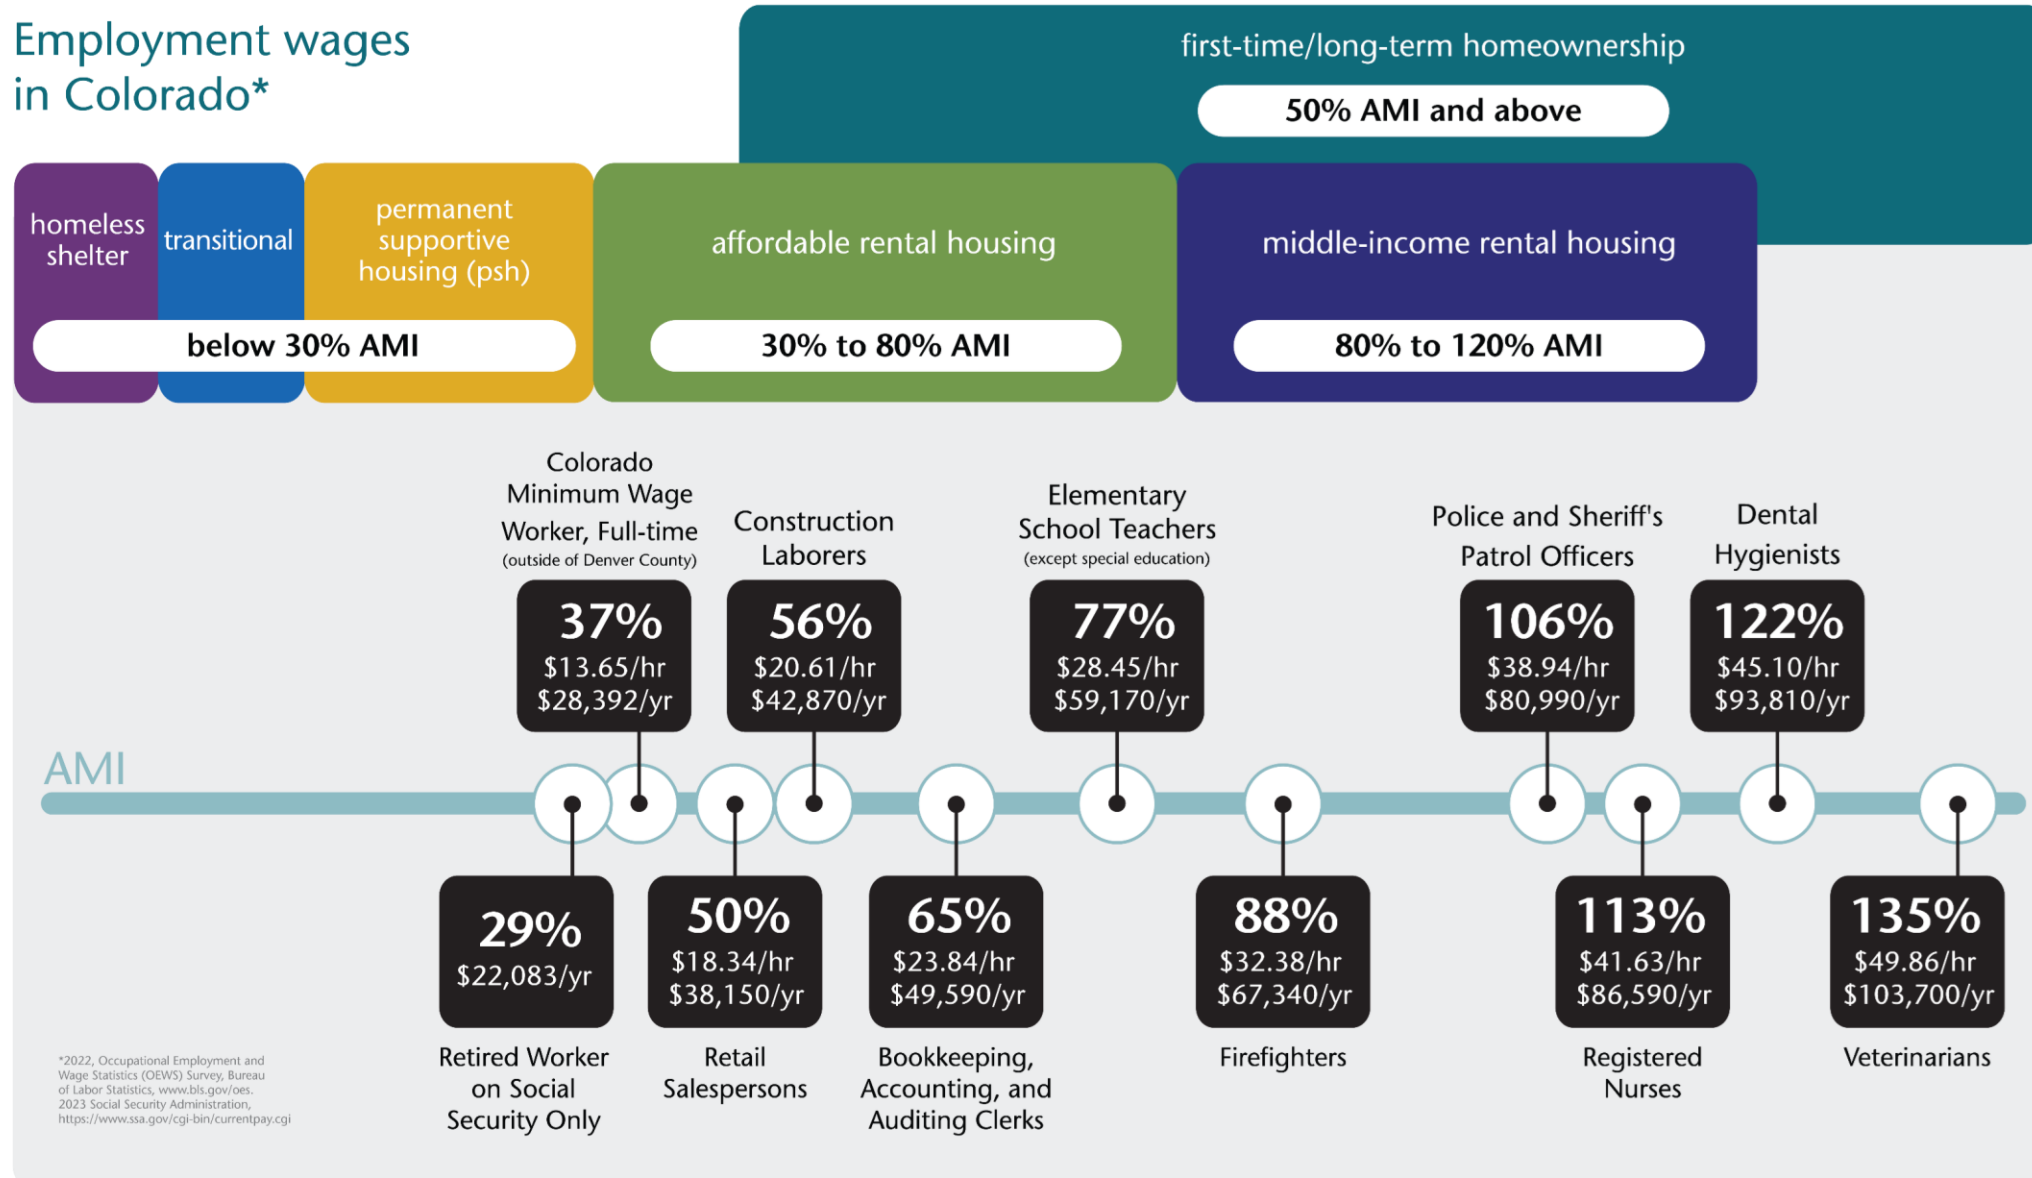 Employment wages
in Colorado*
first-time/long-term homeownership
50% AMI and above
homeless
shelter
transitional
permanent
supportive
housing (psh)
below 30% AMI
affordable rental housing
30% to 80% AMI
middle-income rental housing
80% to 120% AMI
Colorado
Minimum Wage
Worker, Full-time
(outside of Denver County)
37%
$13.65/hr
$28,392/yr
Construction
Laborers
56%
$20.61/hr
$42,870/yr
Elementary
School Teachers
(except special education)
77%
$28.45/hr
$59,170/yr
Police and Sheriff's
Patrol Officers
106%
$38.94/hr
$80,990/yr
Dental
Hygienists
122%
$45.10/hr
$93,810/yr
AMI
29%
$22,083/yr
Retired Worker
on Social
Security Only
50%
$18.34/hr
$38,150/yr
Retail
Salespersons
65%
$23.84/hr
$49,590/yr
Bookkeeping,
Accounting, and
Auditing Clerks
88%
$32.38/hr
$67,340/yr
Firefighters
113%
$41.63/hr
$86,590/yr
Registered
Nurses
135%
$49.86/hr
$103,700/yr
Veterinarians
*2022, Occupational Employment and
Wage Statistics (OEWS) Survey, Bureau
of Labor Statistics, www.bls.gov/oes.
2023 Social Security Administration,
https://www.ssa.gov/cgi-bin/currentpay.cgi